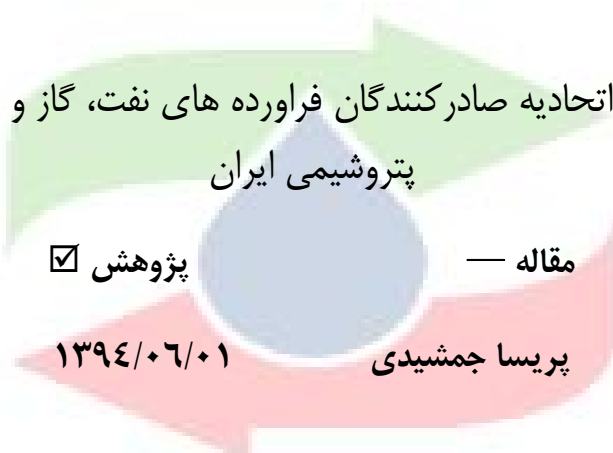 اتحادیه صادرکنندگان فراورده های نفت، گاز و
پتروشیمی ایران
مقاله — پژوهش ☑
پریسا جمشیدی ۱۳۹٤/۰٦/۰۱